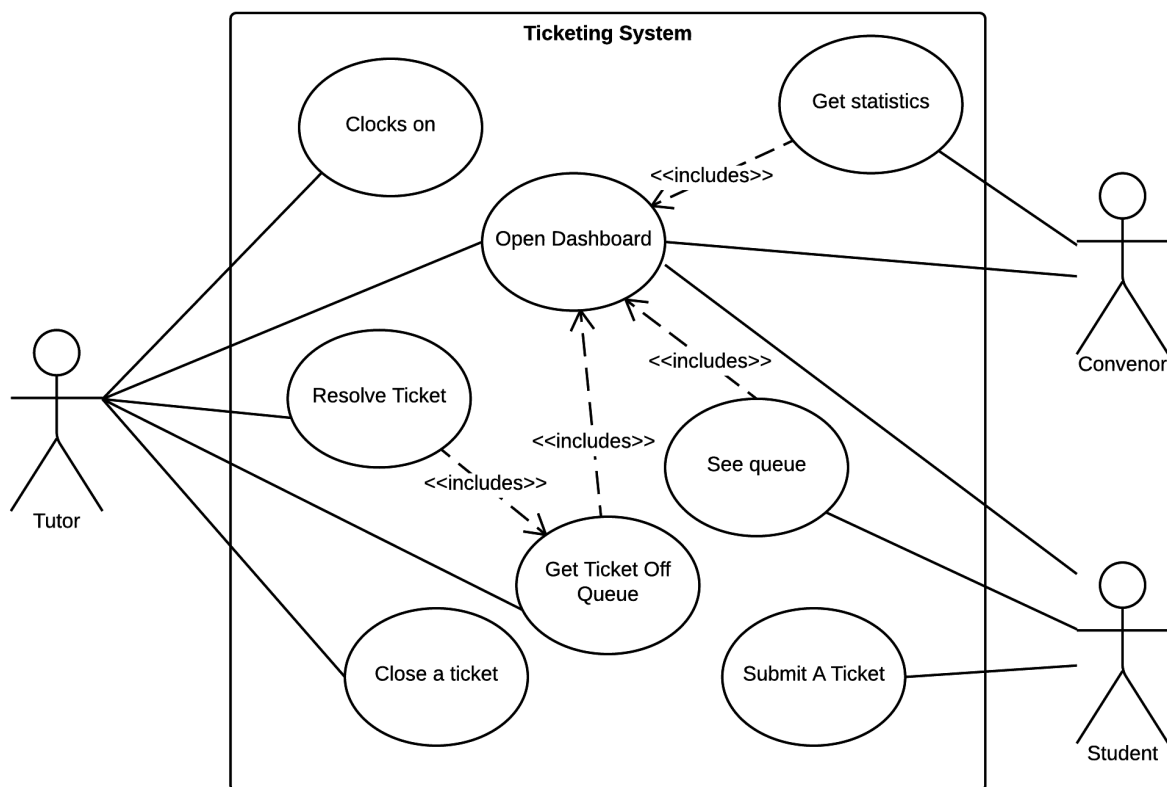 Ticketing System
Get statistics
Clocks on
<<includes>>
Open Dashboard
<<includes>>
Convenor
Resolve Ticket
<<includes>>
See queue
<<includes>>
Tutor
Get Ticket Off
Queue
Close a ticket
Submit A Ticket
Student